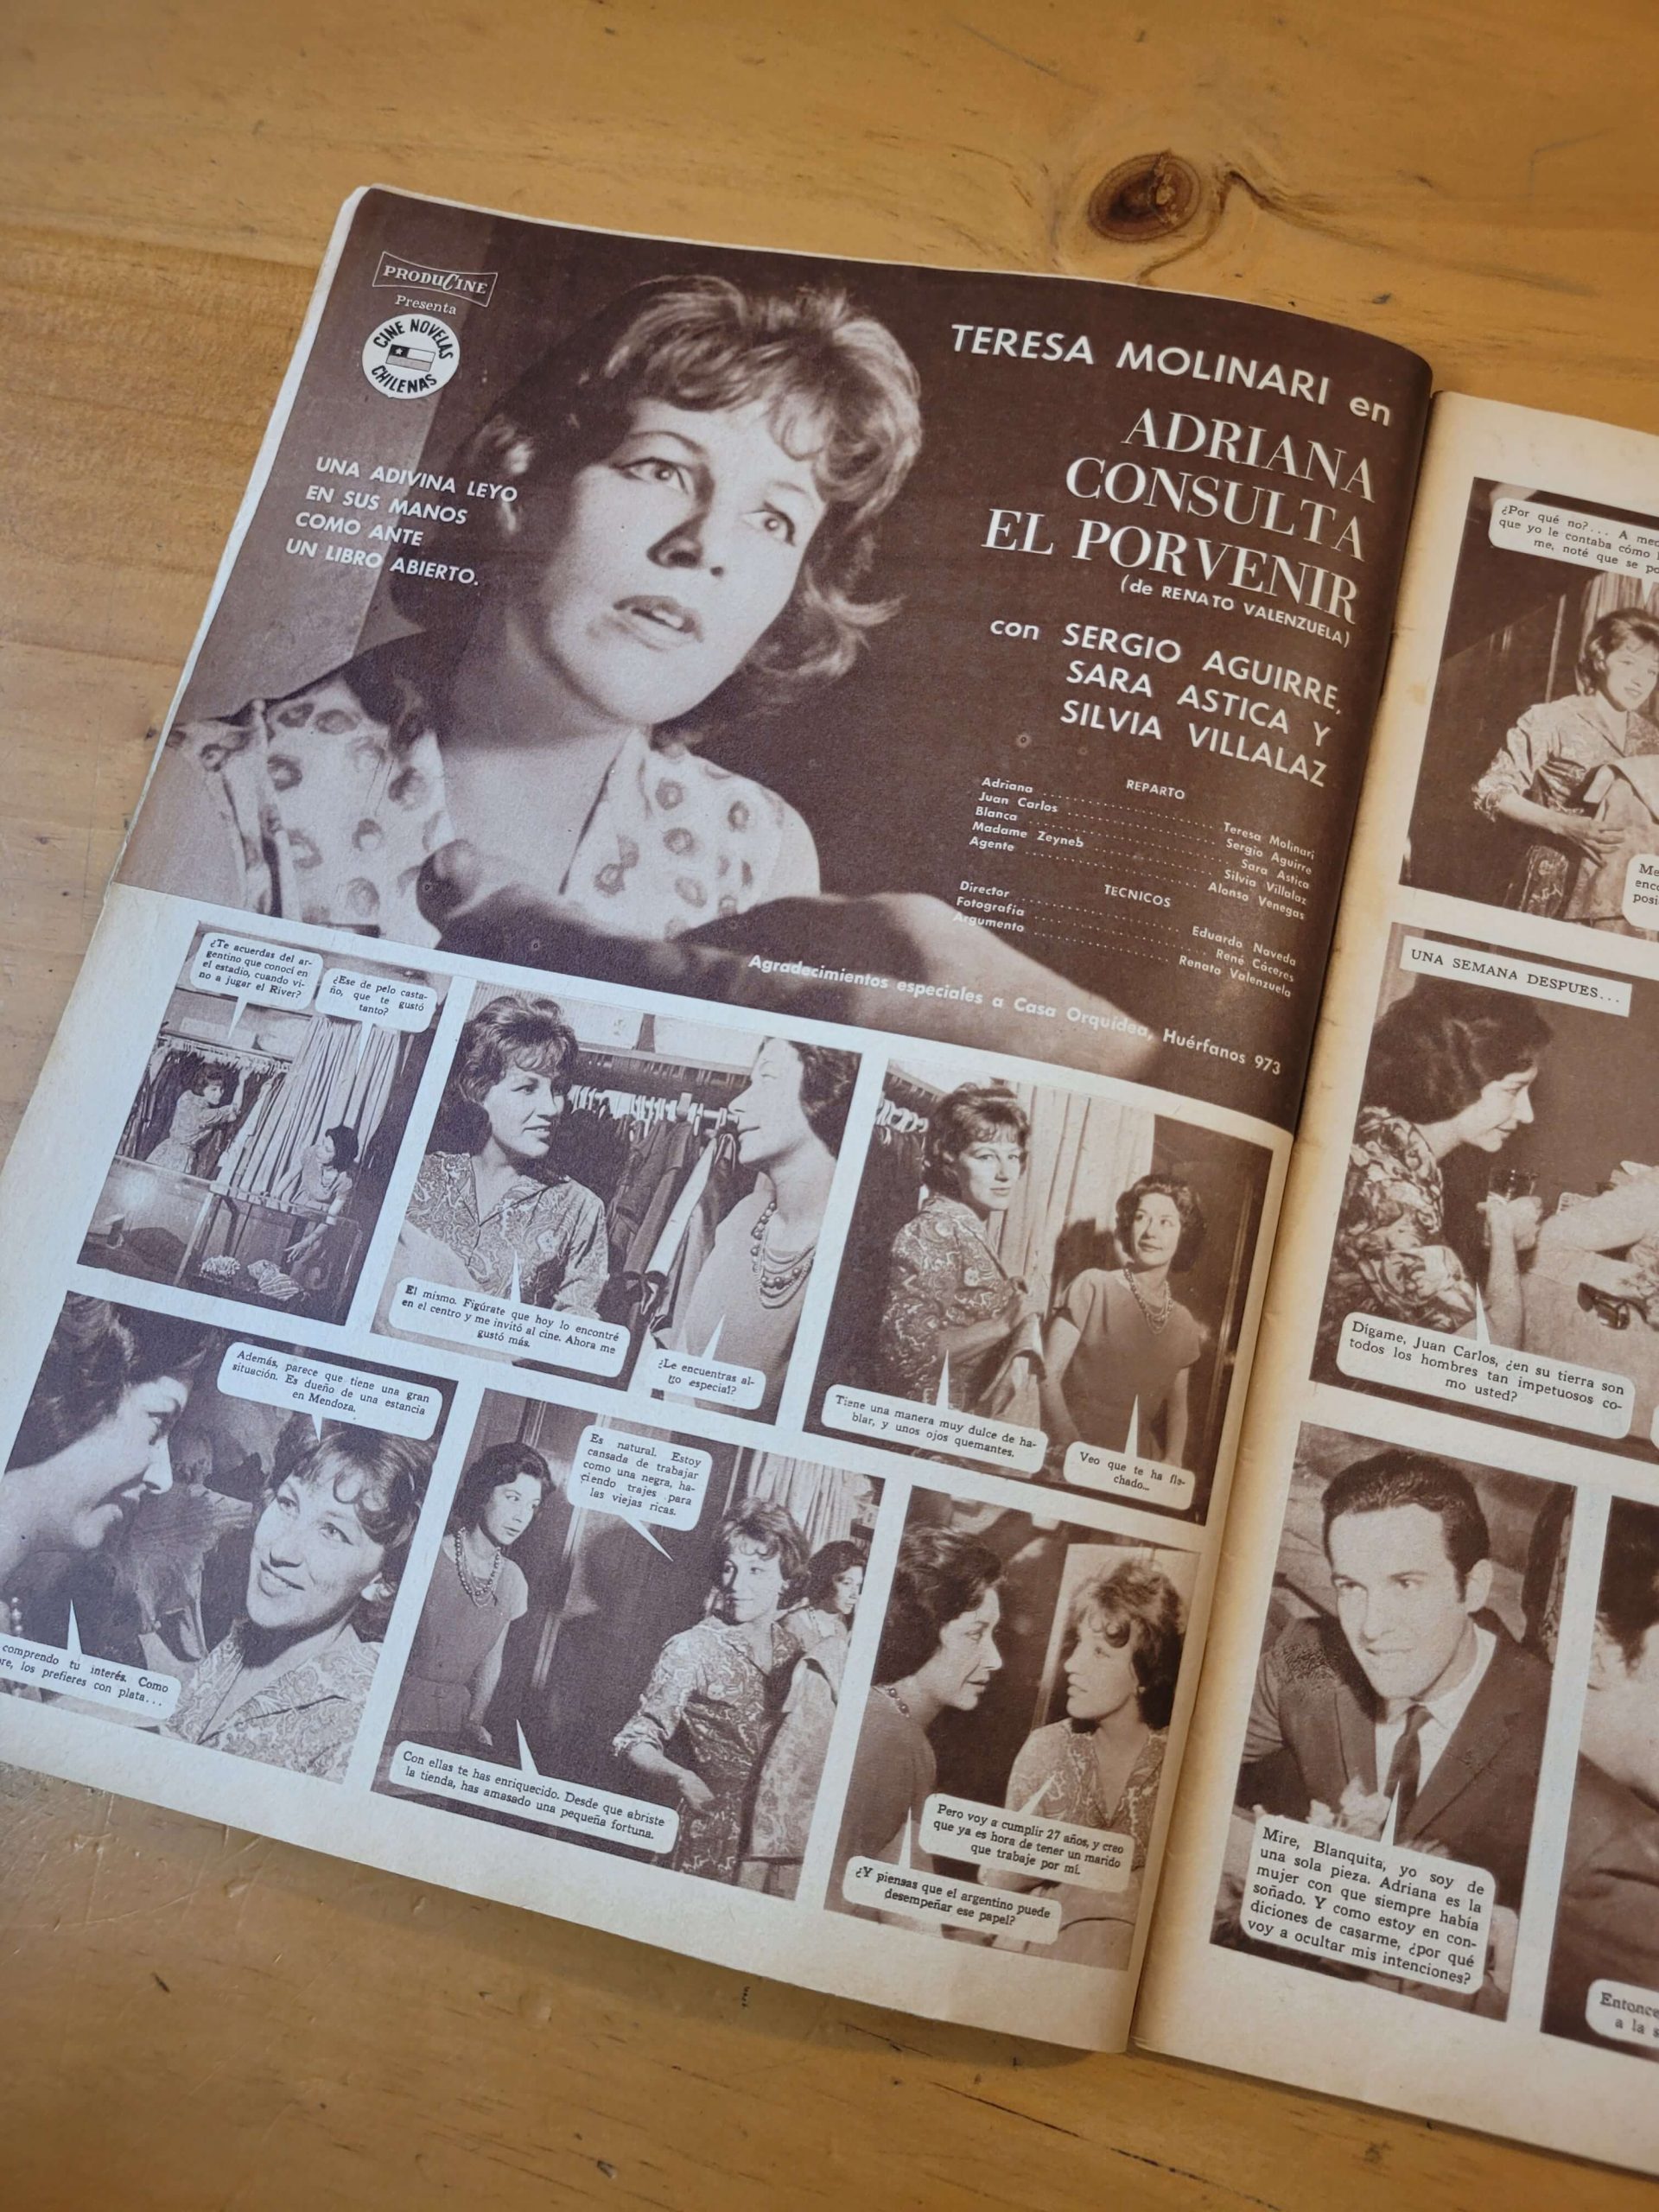 PRODUCINE
Presenta
CINE NOVELAS
CHILENAS
UNA ADIVINA LEYO
EN SUS MANOS
COMO ANTE
UN LIBRO ABIERTO.
TERESA MOLINARI en
ADRIANA
CONSULTA
EL PORVENIR
(de RENATO VALENZUELA)
con SERGIO AGUIRRE,
SARA ASTICA Y
SILVIA VILLALAZ
REPARTO
Adriana Teresa Molinari
Juan Carlos Sergio Aguirre
Blanca Sara Astica
Madame Zeyneb Silvia Villalaz
Agente Alonso Venegas
TECNICOS
Director Eduardo Naveda
Fotografía René Cáceres
Argumento Renato Valenzuela
Agradecimientos especiales a Casa Orquídea, Huérfanos 973
¿Te acuerdas del ar-
gentino que conocí en
el estadio, cuando vi-
no a jugar el River?
¿Ese de pelo casta-
ño, que te gustó
tanto?
El mismo. Figúrate que hoy lo encontré
en el centro y me invitó al cine. Ahora me
gustó más.
¿Le encuentras al-
go especial?
Tiene una manera muy dulce de ha-
blar, y unos ojos quemantes.
Veo que te ha fle-
chado...
Además, parece que tiene una gran
situación. Es dueño de una estancia
en Mendoza.
comprendo tu interés. Como
re, los prefieres con plata...
Es natural. Estoy
cansada de trabajar
como una negra, ha-
ciendo trajes para
las viejas ricas.
Con ellas te has enriquecido. Desde que abriste
la tienda, has amasado una pequeña fortuna.
Pero voy a cumplir 27 años, y creo
que ya es hora de tener un marido
que trabaje por mí.
¿Y piensas que el argentino puede
desempeñar ese papel?
¿Por qué no?... A med
que yo le contaba cómo
me, noté que se po
Me
enco
posi
UNA SEMANA DESPUES...
Dígame, Juan Carlos, ¿en su tierra son
todos los hombres tan impetuosos co-
mo usted?
Mire, Blanquita, yo soy de
una sola pieza. Adriana es la
mujer con que siempre había
soñado. Y como estoy en con-
diciones de casarme, ¿por qué
voy a ocultar mis intenciones?
Entonce
a la s